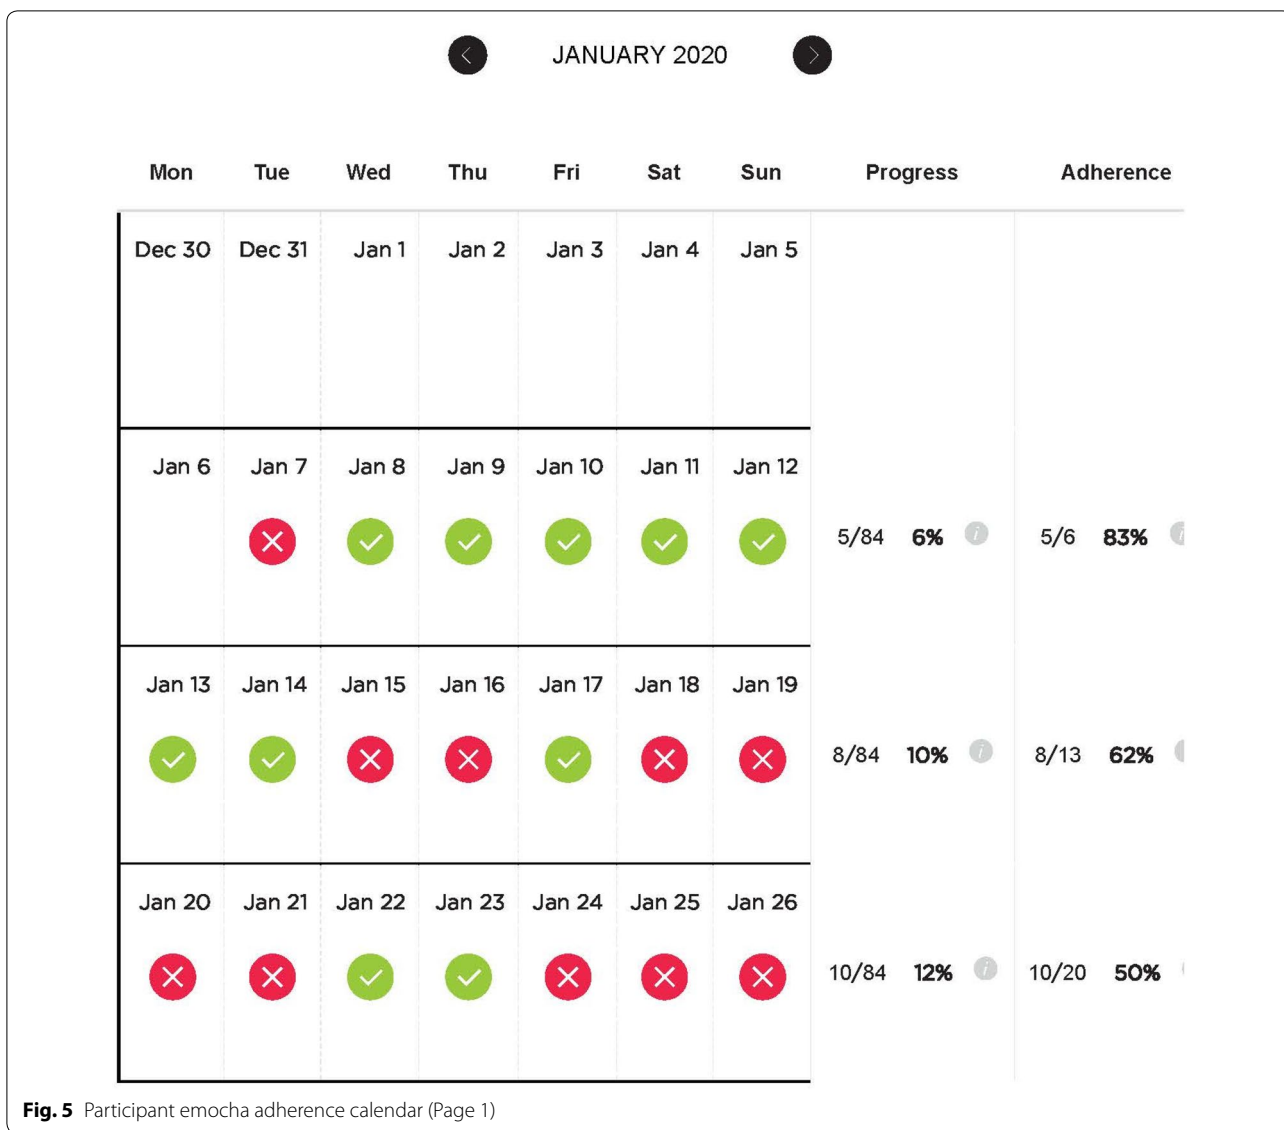 JANUARY 2020
Mon Tue Wed Thu Fri Sat Sun Progress Adherence
Dec 30 Dec 31 Jan 1 Jan 2 Jan 3 Jan 4 Jan 5
Jan 6 Jan 7 Jan 8 Jan 9 Jan 10 Jan 11 Jan 12
5/84 6% 5/6 83%
Jan 13 Jan 14 Jan 15 Jan 16 Jan 17 Jan 18 Jan 19
8/84 10% 8/13 62%
Jan 20 Jan 21 Jan 22 Jan 23 Jan 24 Jan 25 Jan 26
10/84 12% 10/20 50%
Fig. 5 Participant emocha adherence calendar (Page 1)